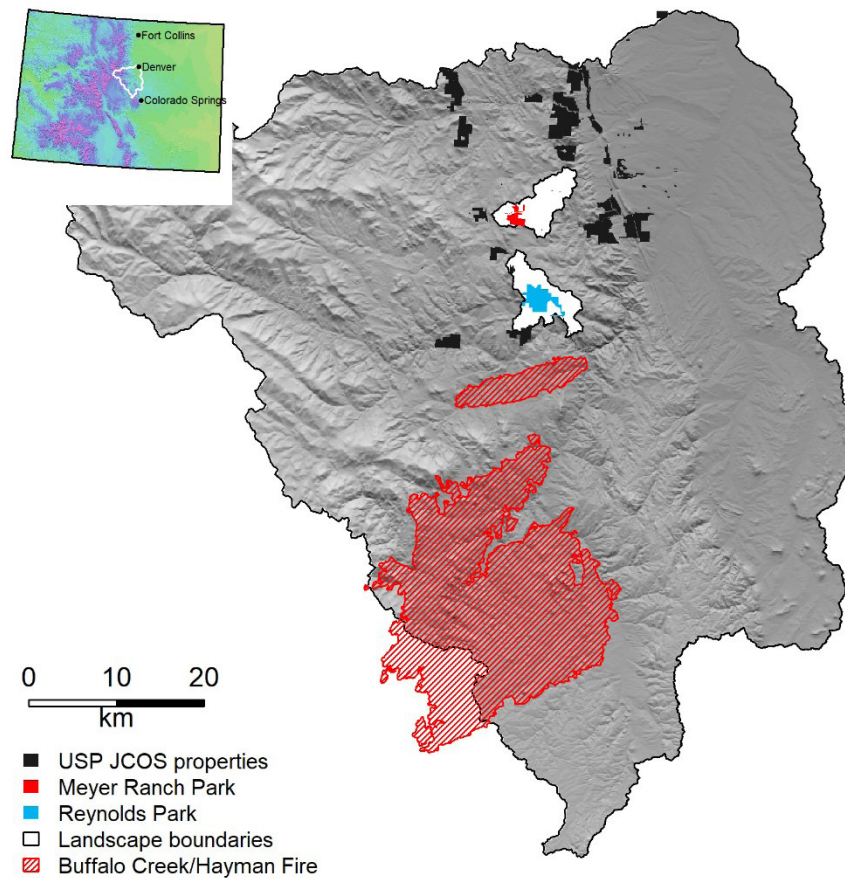 Fort Collins
Denver
Colorado Springs
0 10 20
km
USP JCOS properties
Meyer Ranch Park
Reynolds Park
Landscape boundaries
Buffalo Creek/Hayman Fire